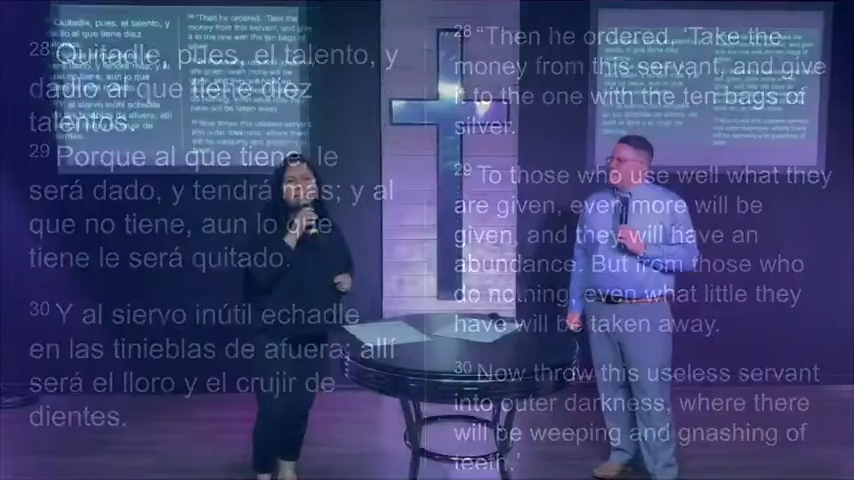 28 “Quitadle, pues, el talento, y
dadlo al que tiene diez
talentos.
29 Porque al que tiene, le
será dado, y tendrá más; y al
que no tiene, aun lo que
tiene le será quitado.
30 Y al siervo inútil echadle
en las tinieblas de afuera; allí
será el lloro y el crujir de
dientes.
28 “Then he ordered, ‘Take the
money from this servant, and give
it to the one with the ten bags of
silver.
29 To those who use well what they
are given, even more will be
given, and they will have an
abundance. But from those who
do nothing, even what little they
have will be taken away.
30 Now throw this useless servant
into outer darkness, where there
will be weeping and gnashing of
teeth.’